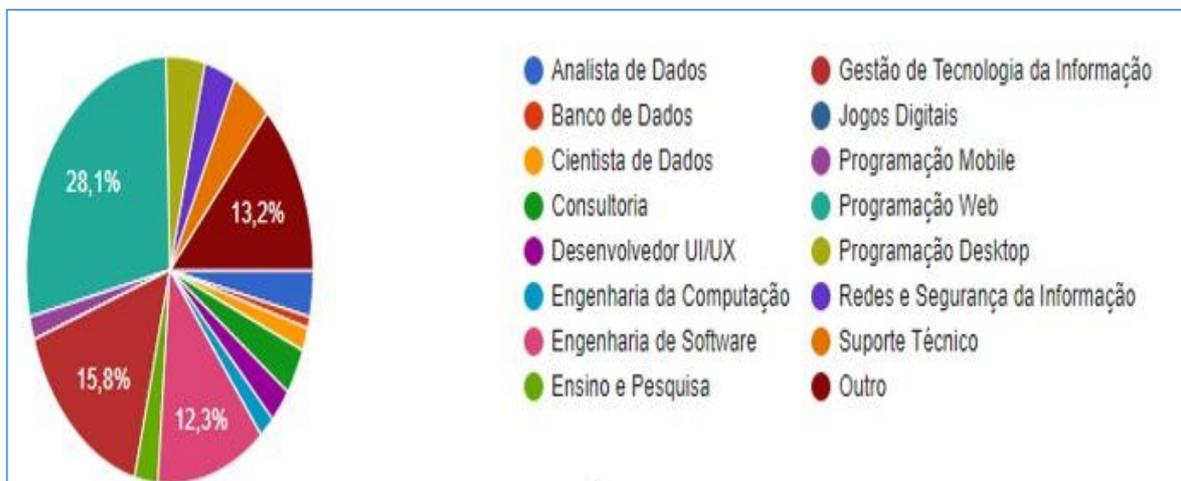 28,1%
13,2%
15,8%
12,3%
Analista de Dados
Banco de Dados
Cientista de Dados
Consultoria
Desenvolvedor UI/UX
Engenharia da Computação
Engenharia de Software
Ensino e Pesquisa
Gestão de Tecnologia da Informação
Jogos Digitais
Programação Mobile
Programação Web
Programação Desktop
Redes e Segurança da Informação
Suporte Técnico
Outro